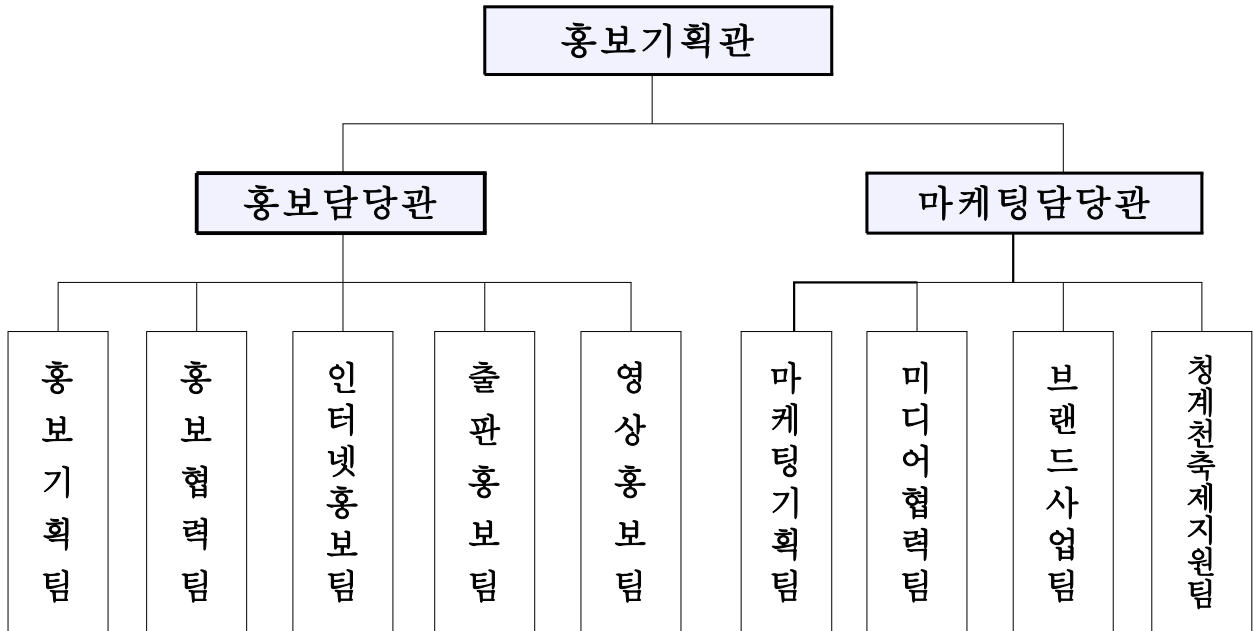 홍보기획관
홍보담당관
마케팅담당관
홍보기획팀
홍보협력팀
인터넷홍보팀
출판홍보팀
영상홍보팀
마케팅기획팀
미디어협력팀
브랜드사업팀
청계천축제지원팀